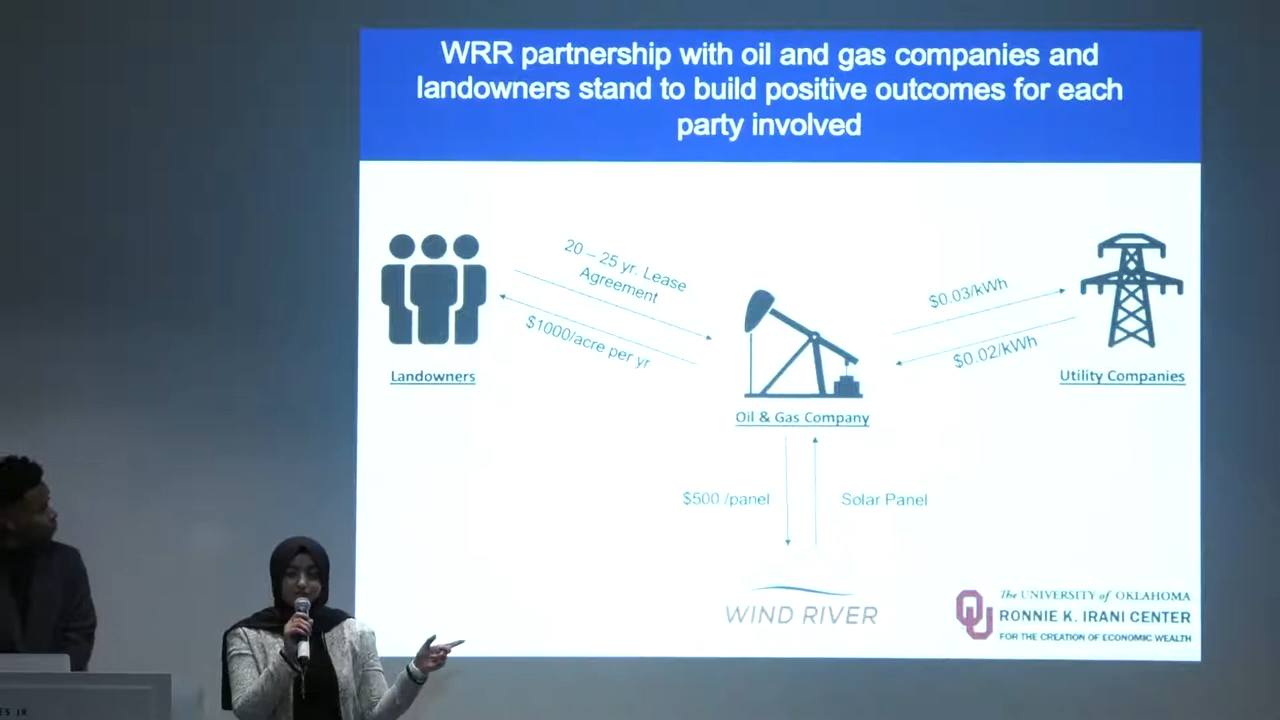 WRR partnership with oil and gas companies and
landowners stand to build positive outcomes for each
party involved
20 – 25 yr. Lease
Agreement
$1000/acre per yr
Landowners
$0.03/kWh
$0.02/kWh
Utility Companies
Oil & Gas Company
$500 /panel
Solar Panel
WIND RIVER
OU
The UNIVERSITY of OKLAHOMA
RONNIE K. IRANI CENTER
FOR THE CREATION OF ECONOMIC WEALTH
ES JR